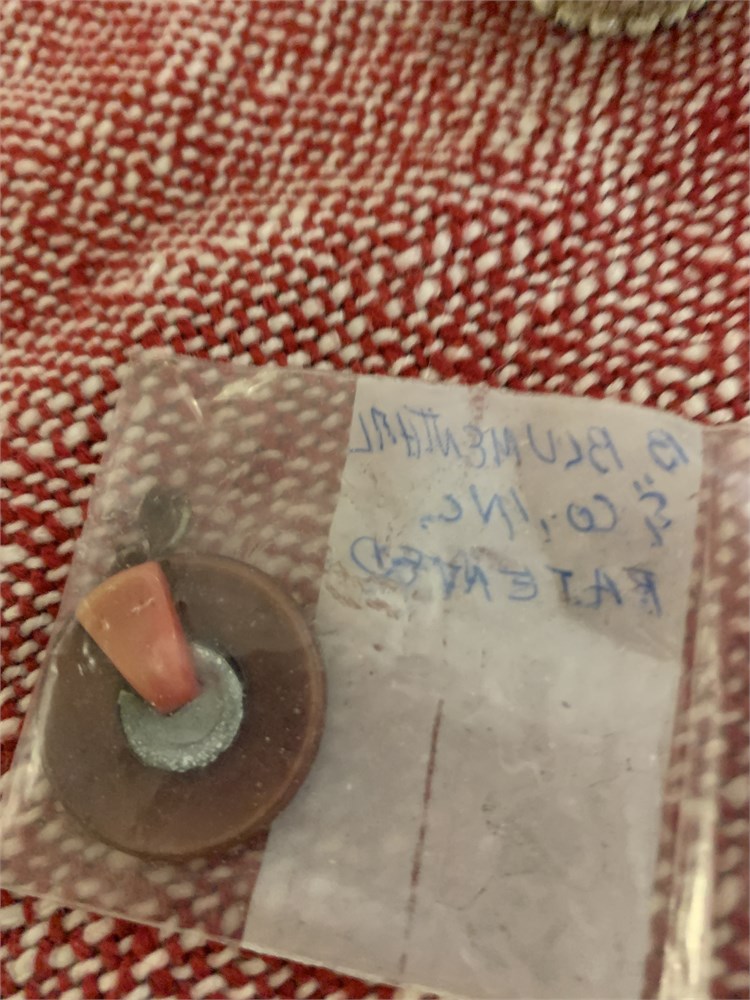 B BLUMENTHAL
& CO, INC.
PATENTED